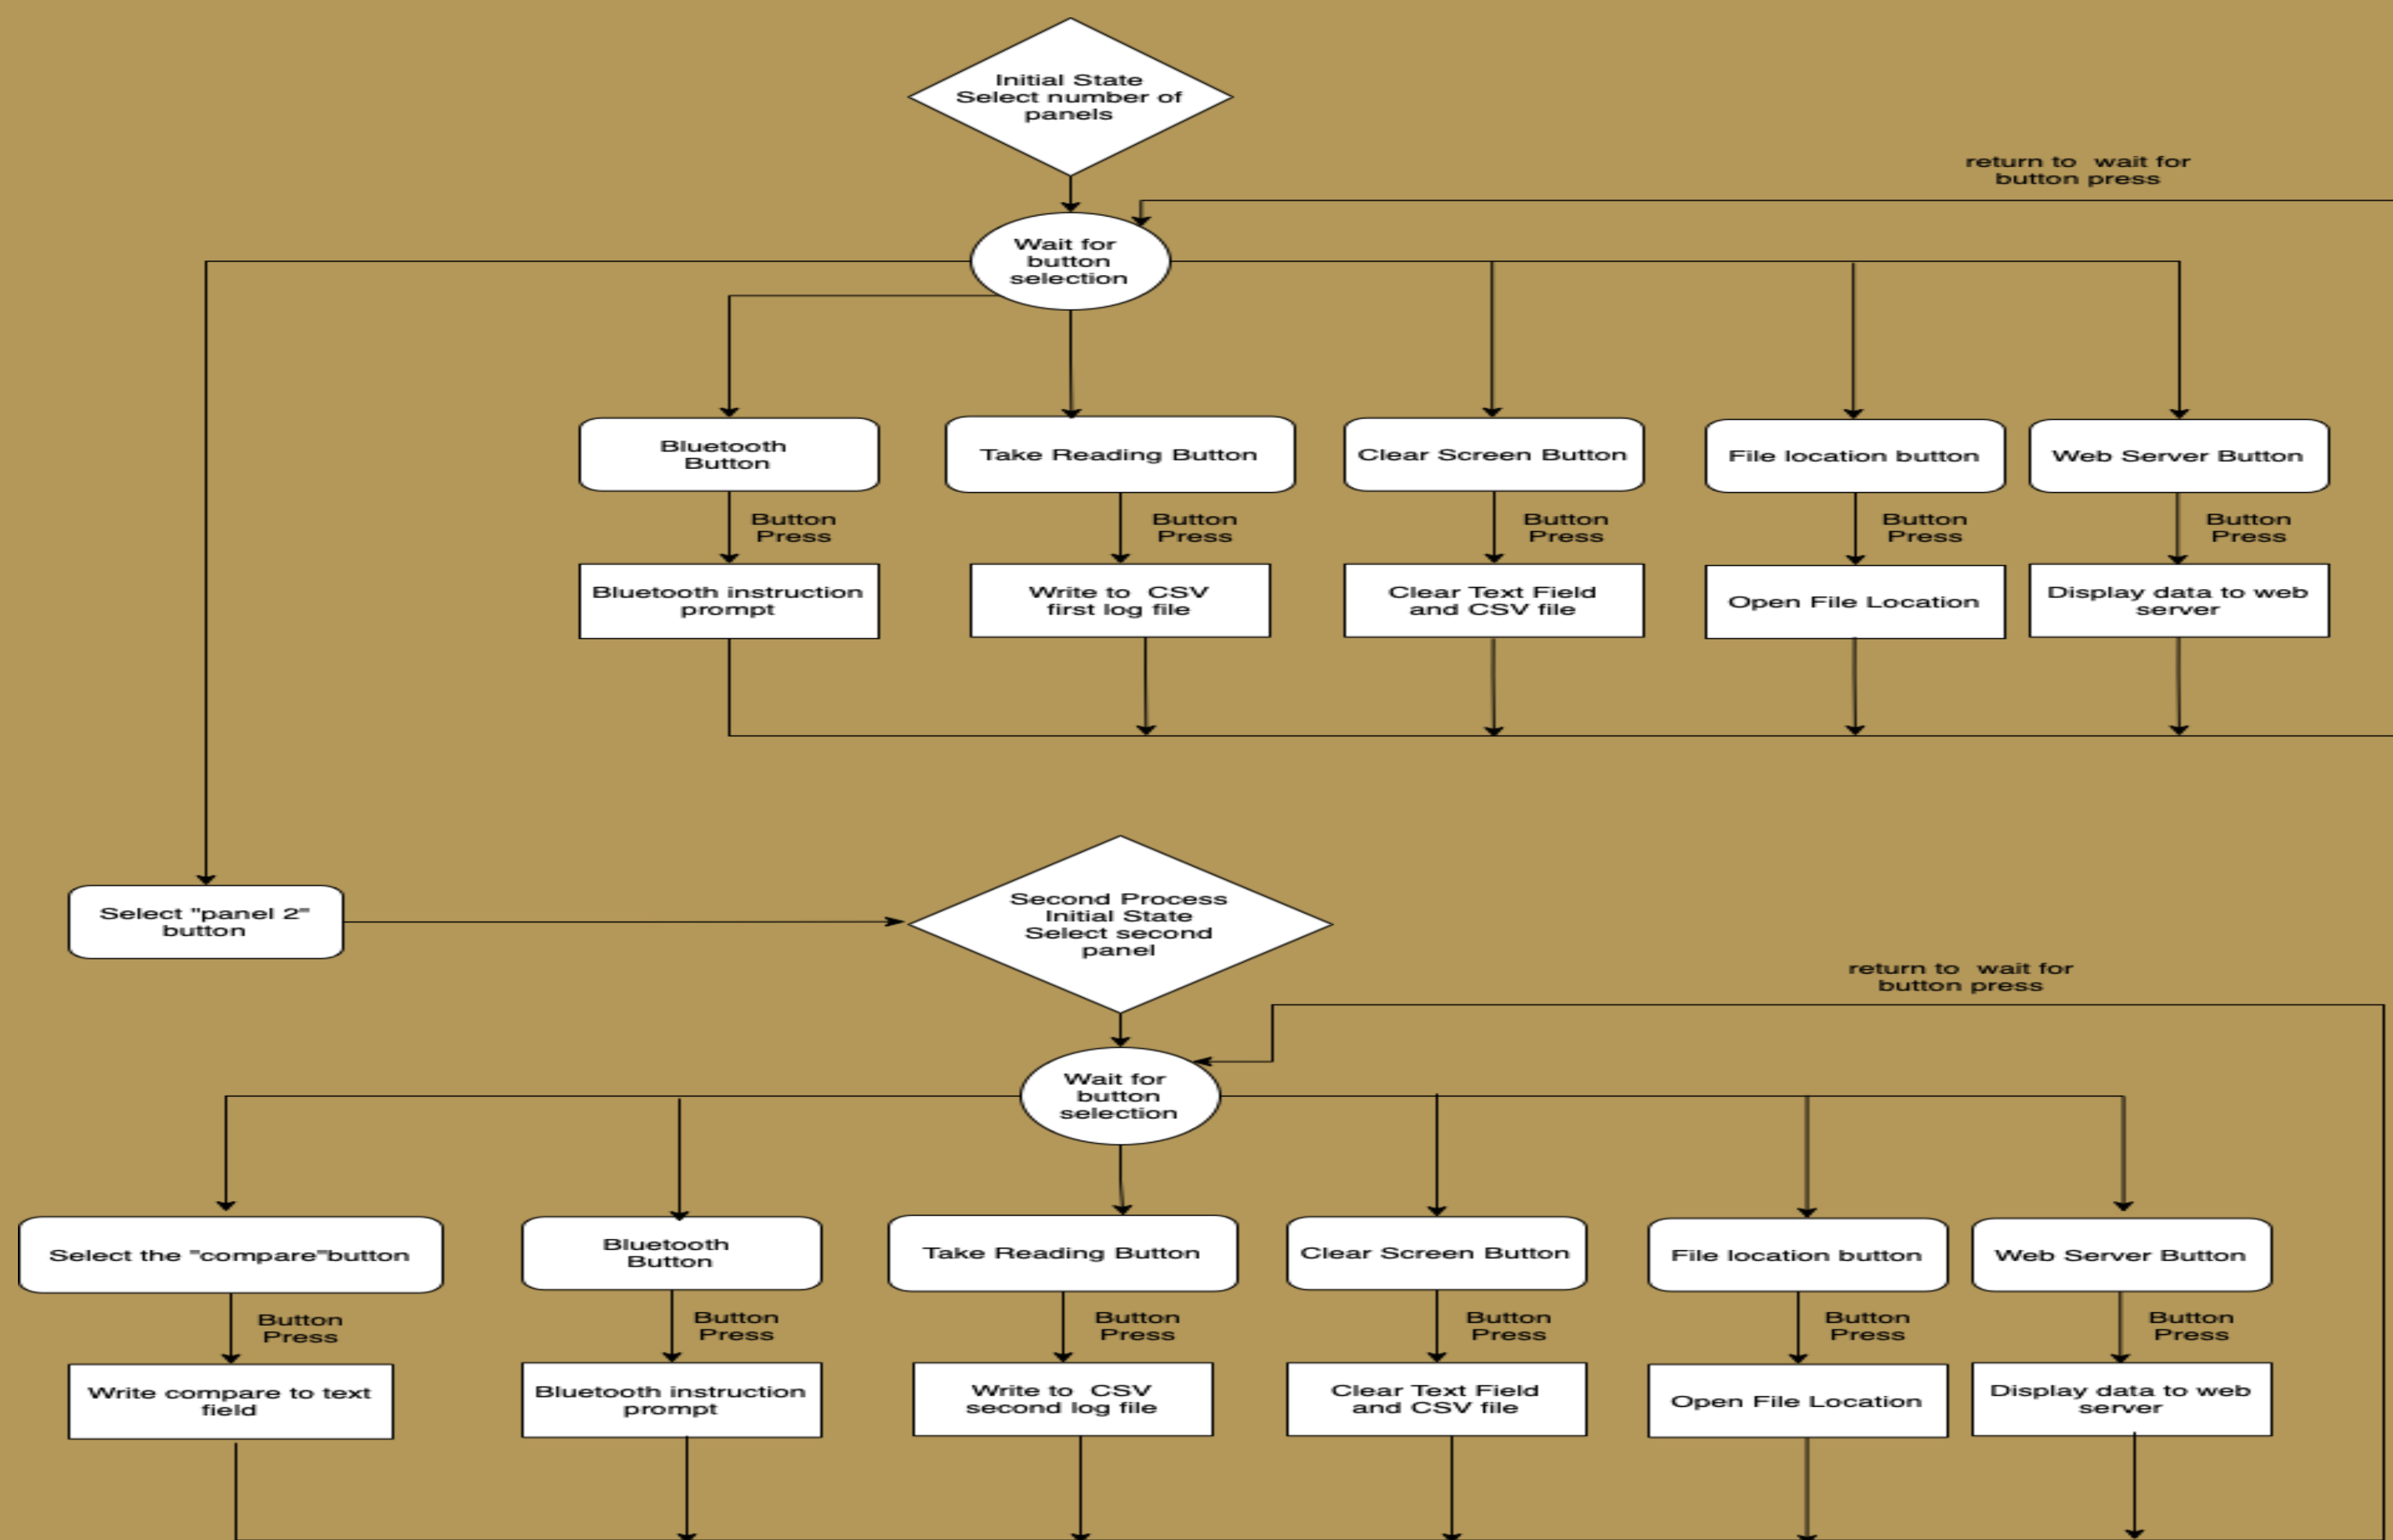 Initial State
Select number of
panels
return to wait for
button press
Wait for
button
selection
Bluetooth
Button
Take Reading Button
Clear Screen Button
File location button
Web Server Button
Button
Press
Button
Press
Button
Press
Button
Press
Button
Press
Bluetooth instruction
prompt
Write to CSV
first log file
Clear Text Field
and CSV file
Open File Location
Display data to web
server
Select "panel 2"
button
Second Process
Initial State
Select second
panel
return to wait for
button press
Wait for
button
selection
Select the "compare"button
Bluetooth
Button
Take Reading Button
Clear Screen Button
File location button
Web Server Button
Button
Press
Button
Press
Button
Press
Button
Press
Button
Press
Button
Press
Write compare to text
field
Bluetooth instruction
prompt
Write to CSV
second log file
Clear Text Field
and CSV file
Open File Location
Display data to web
server